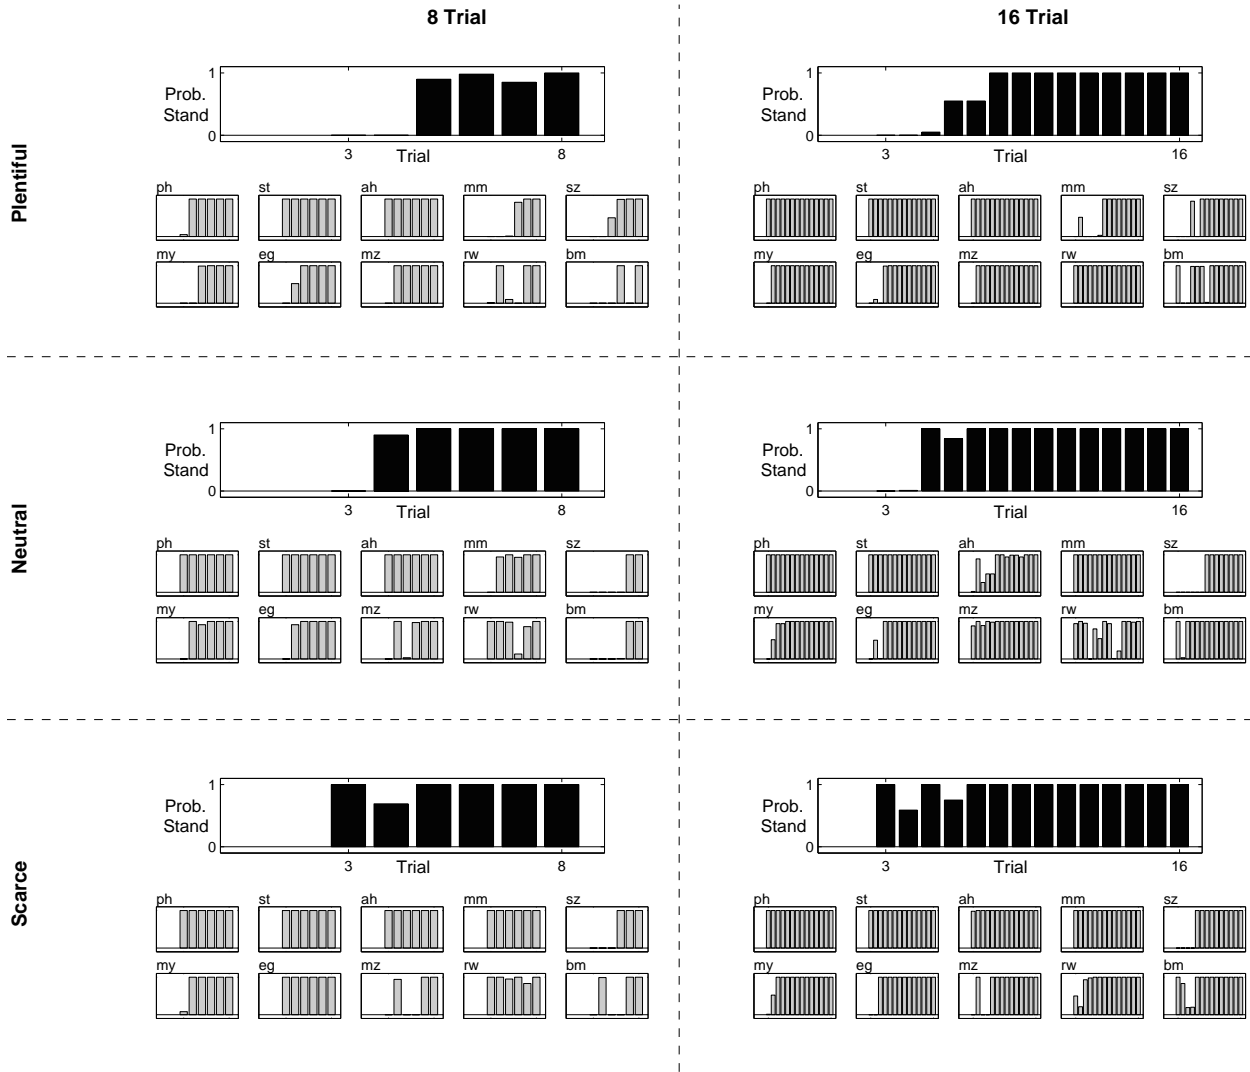 8 Trial
16 Trial
Plentiful
1
Prob.
Stand
0
3
Trial
8
1
Prob.
Stand
0
3
Trial
16
ph
st
ah
mm
sz
my
eg
mz
rw
bm
ph
st
ah
mm
sz
my
eg
mz
rw
bm
Neutral
1
Prob.
Stand
0
3
Trial
8
1
Prob.
Stand
0
3
Trial
16
ph
st
ah
mm
sz
my
eg
mz
rw
bm
ph
st
ah
mm
sz
my
eg
mz
rw
bm
Scarce
1
Prob.
Stand
0
3
Trial
8
1
Prob.
Stand
0
3
Trial
16
ph
st
ah
mm
sz
my
eg
mz
rw
bm
ph
st
ah
mm
sz
my
eg
mz
rw
bm